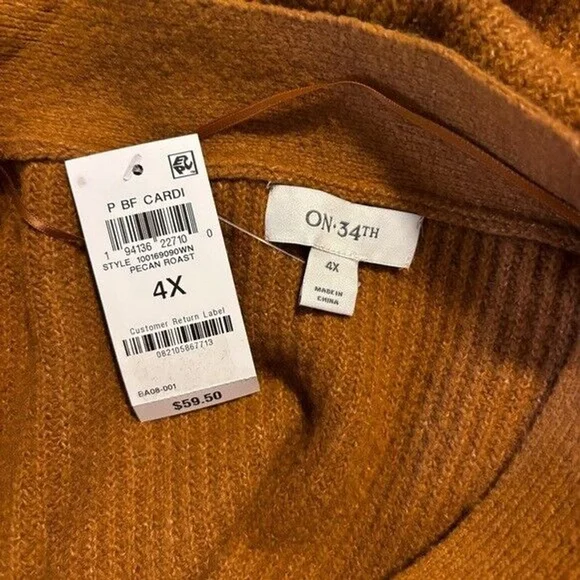 P BF CARDI
1 94136 22710 0
STYLE 100169090WN
PECAN ROAST
4X
Customer Return Label
082105867713
BA08-001
$59.50
ON·34TH
4X
MADE IN
CHINA